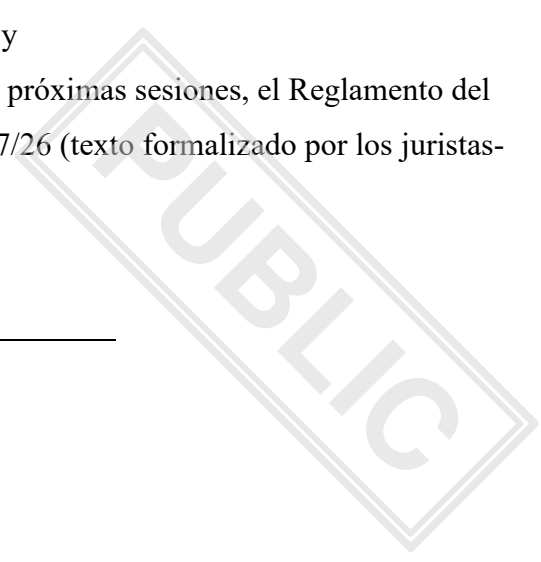 y
próximas sesiones, el Reglamento del
7/26 (texto formalizado por los juristas-
PUBLIC